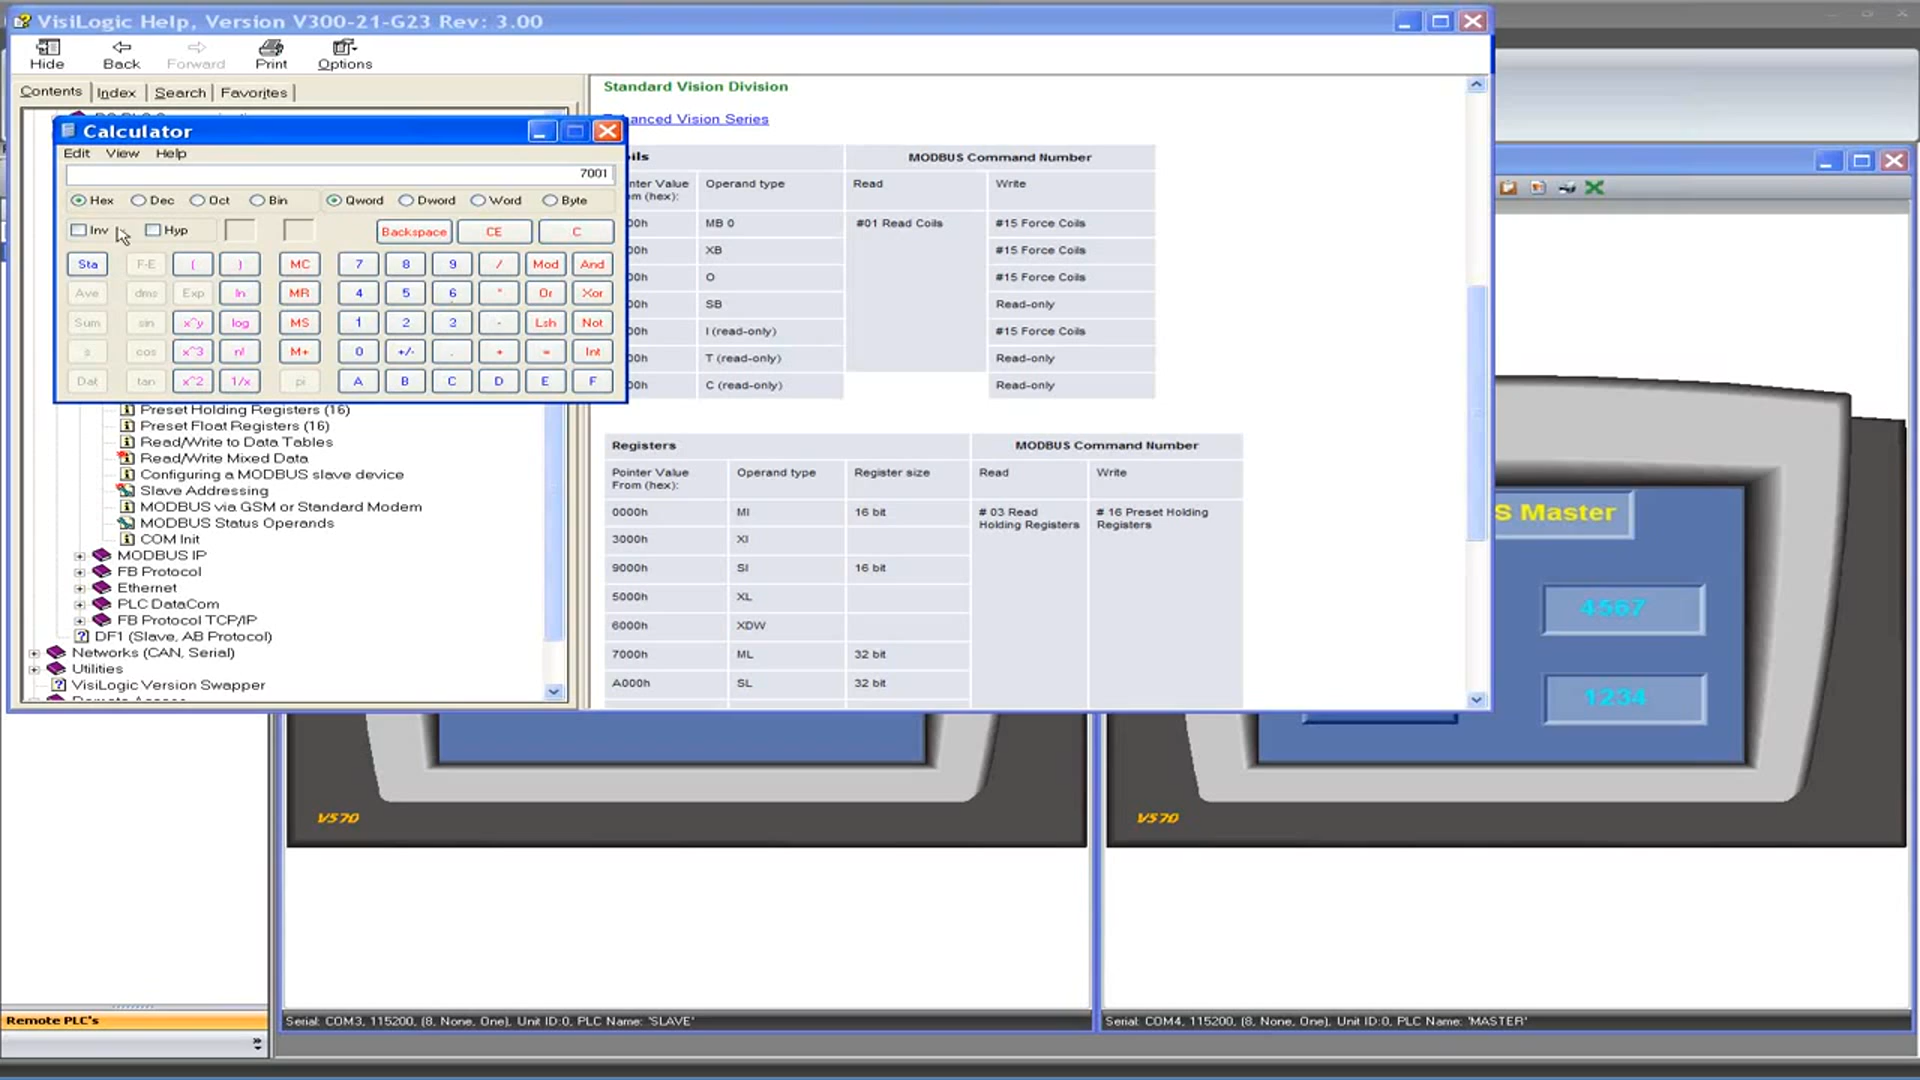 VisiLogic Help, Version V300-21-G23 Rev: 3.00
Hide Back Forward Print Options
Contents Index Search Favorites
Calculator
Edit View Help
7001
Hex Dec Oct Bin Qword Dword Word Byte
Inv Hyp Backspace CE C
Sta F-E ( ) MC 7 8 9 / Mod And
Ave dms Exp ln MR 4 5 6 * Or Xor
Sum sin x^y log MS 1 2 3 - Lsh Not
s cos x^3 n! M+ 0 +/- . + = Int
Dat tan x^2 1/x pi A B C D E F
Preset Holding Registers (16)
Preset Float Registers (16)
Read/Write to Data Tables
Read/Write Mixed Data
Configuring a MODBUS slave device
Slave Addressing
MODBUS via GSM or Standard Modem
MODBUS Status Operands
COM Init
MODBUS IP
FB Protocol
Ethernet
PLC DataCom
FB Protocol TCP/IP
DF1 (Slave, AB Protocol)
Networks (CAN, Serial)
Utilities
VisiLogic Version Swapper
Standard Vision Division
anced Vision Series
ils MODBUS Command Number
nter Value Operand type Read Write
m (hex):
00h MB 0 #01 Read Coils #15 Force Coils
00h XB #15 Force Coils
00h O #15 Force Coils
00h SB Read-only
00h I (read-only) #15 Force Coils
00h T (read-only) Read-only
00h C (read-only) Read-only
Registers MODBUS Command Number
Pointer Value Operand type Register size Read Write
From (hex):
0000h MI 16 bit # 03 Read # 16 Preset Holding
Holding Registers Registers
3000h XI
9000h SI 16 bit
5000h XL
6000h XDW
7000h ML 32 bit
A000h SL 32 bit
S Master
4567
1234
V570
V570
Remote PLC's
Serial: COM3, 115200, (8, None, One), Unit ID:0, PLC Name: 'SLAVE'
Serial: COM4, 115200, (8, None, One), Unit ID:0, PLC Name: 'MASTER'